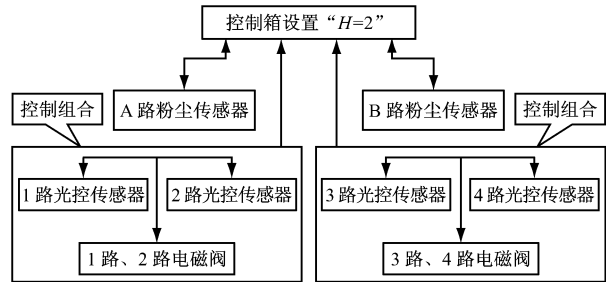 控制箱设置“H=2”
A 路粉尘传感器
B 路粉尘传感器
控制组合
控制组合
1 路光控传感器
2 路光控传感器
3 路光控传感器
4 路光控传感器
1 路、2 路电磁阀
3 路、4 路电磁阀